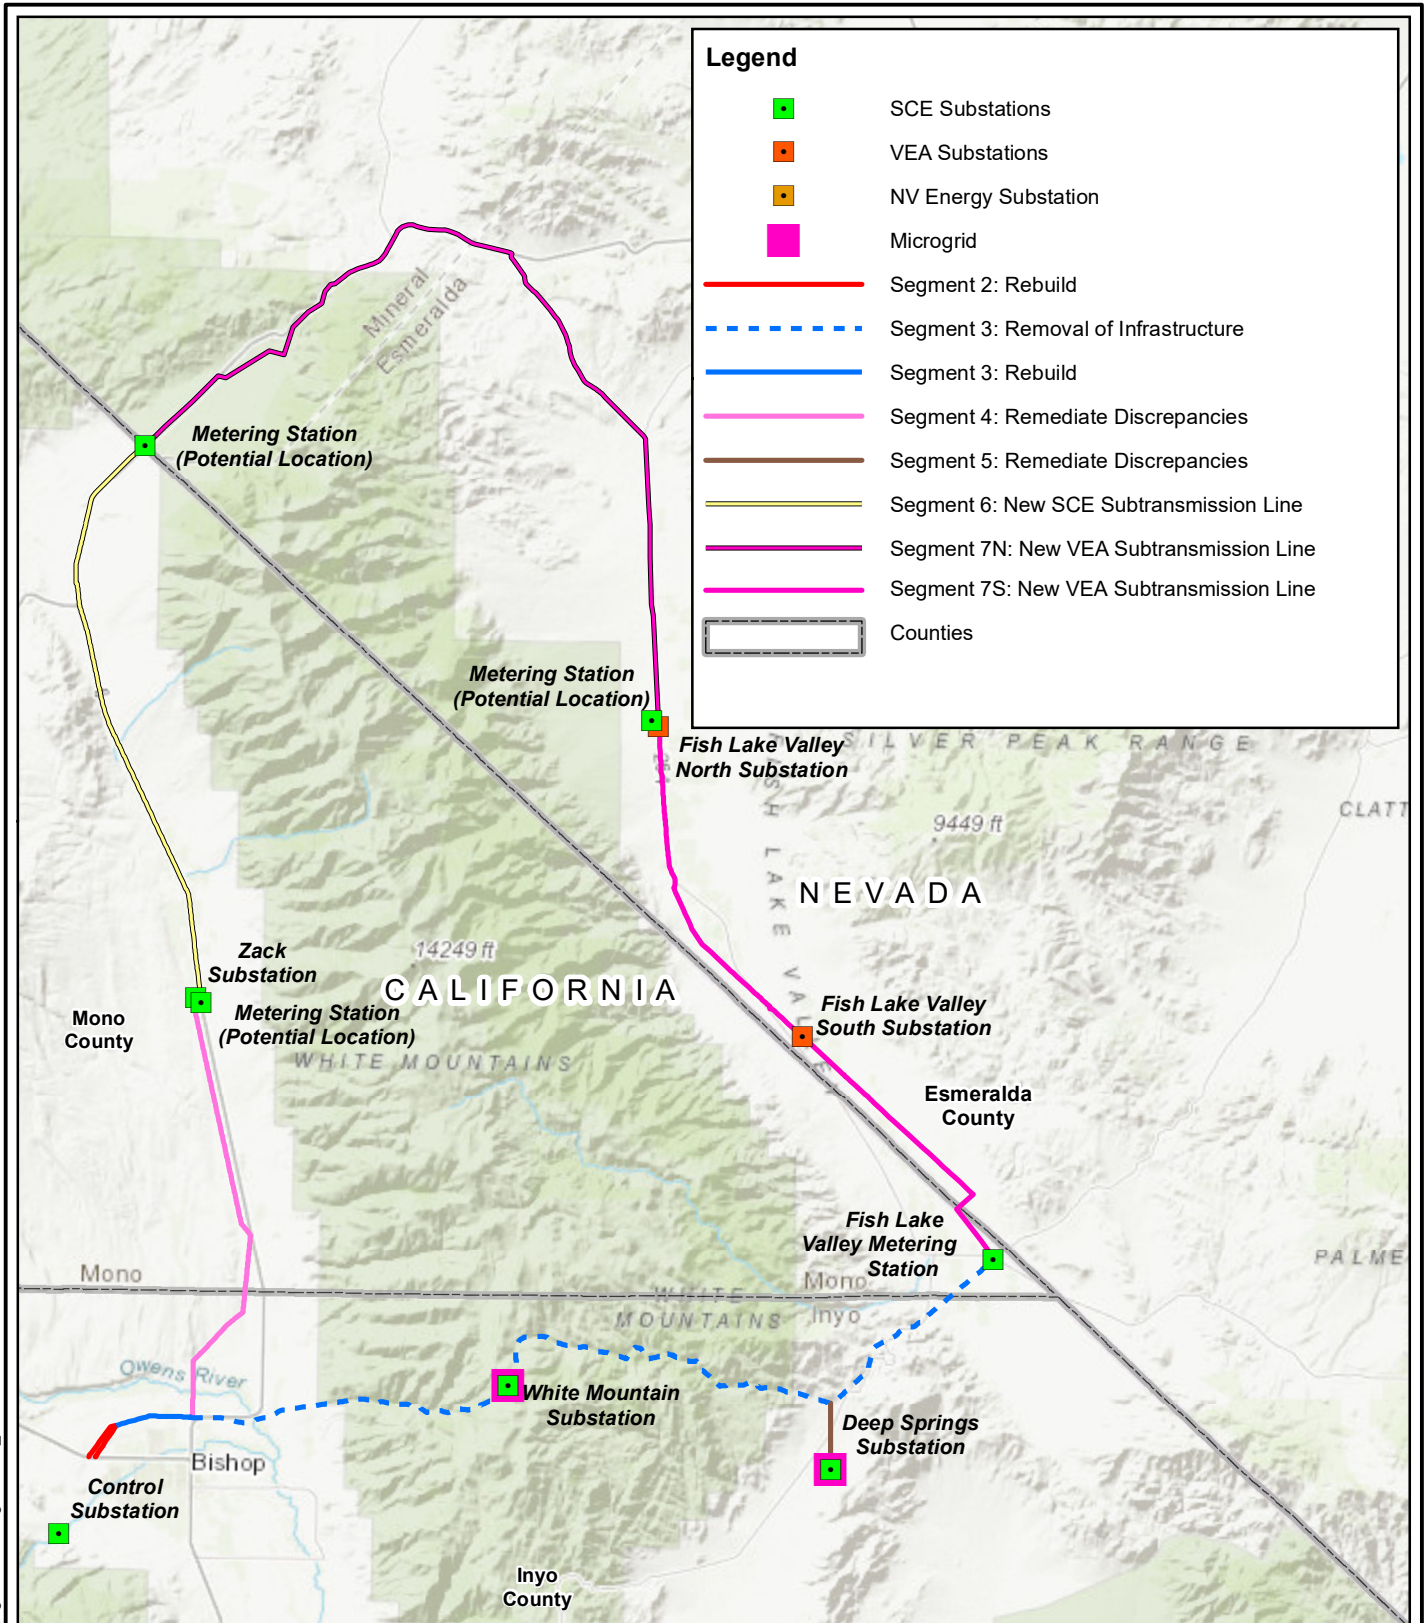 Legend
SCE Substations
VEA Substations
NV Energy Substation
Microgrid
Segment 2: Rebuild
Segment 3: Removal of Infrastructure
Segment 3: Rebuild
Segment 4: Remediate Discrepancies
Segment 5: Remediate Discrepancies
Segment 6: New SCE Subtransmission Line
Segment 7N: New VEA Subtransmission Line
Segment 7S: New VEA Subtransmission Line
Counties
Mineral
Esmeralda
Metering Station
(Potential Location)
Metering Station
(Potential Location)
Fish Lake Valley
North Substation
SILVER PEAK RANGE
CLATT
9449 ft
NEVADA
LAKE
14249 ft
CALIFORNIA
Zack
Substation
Metering Station
(Potential Location)
Mono
County
Fish Lake Valley
South Substation
WHITE MOUNTAINS
Esmeralda
County
Fish Lake
Valley Metering
Station
PALME
Mono
Mono
Inyo
WHITE
MOUNTAINS
Owens River
White Mountain
Substation
Deep Springs
Substation
Bishop
Control
Substation
Inyo
County